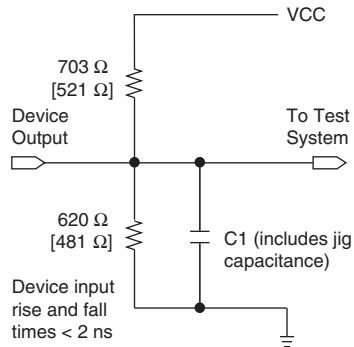 VCC
703 Ω
[521 Ω]
Device
Output
To Test
System
620 Ω
[481 Ω]
C1 (includes jig
capacitance)
Device input
rise and fall
times < 2 ns